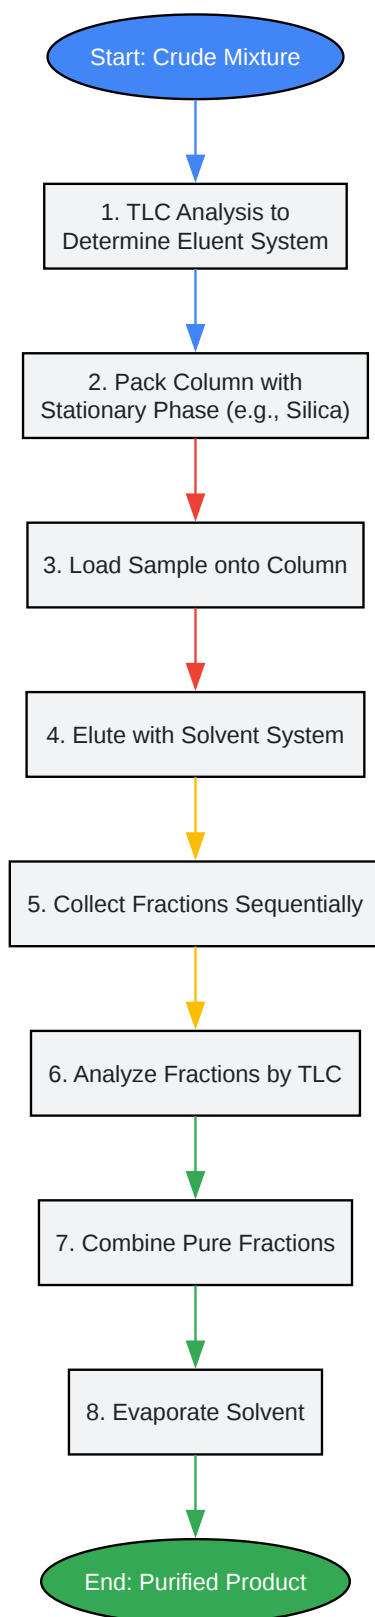 Start: Crude Mixture
1. TLC Analysis to
Determine Eluent System
2. Pack Column with
Stationary Phase (e.g., Silica)
3. Load Sample onto Column
4. Elute with Solvent System
5. Collect Fractions Sequentially
6. Analyze Fractions by TLC
7. Combine Pure Fractions
8. Evaporate Solvent
End: Purified Product